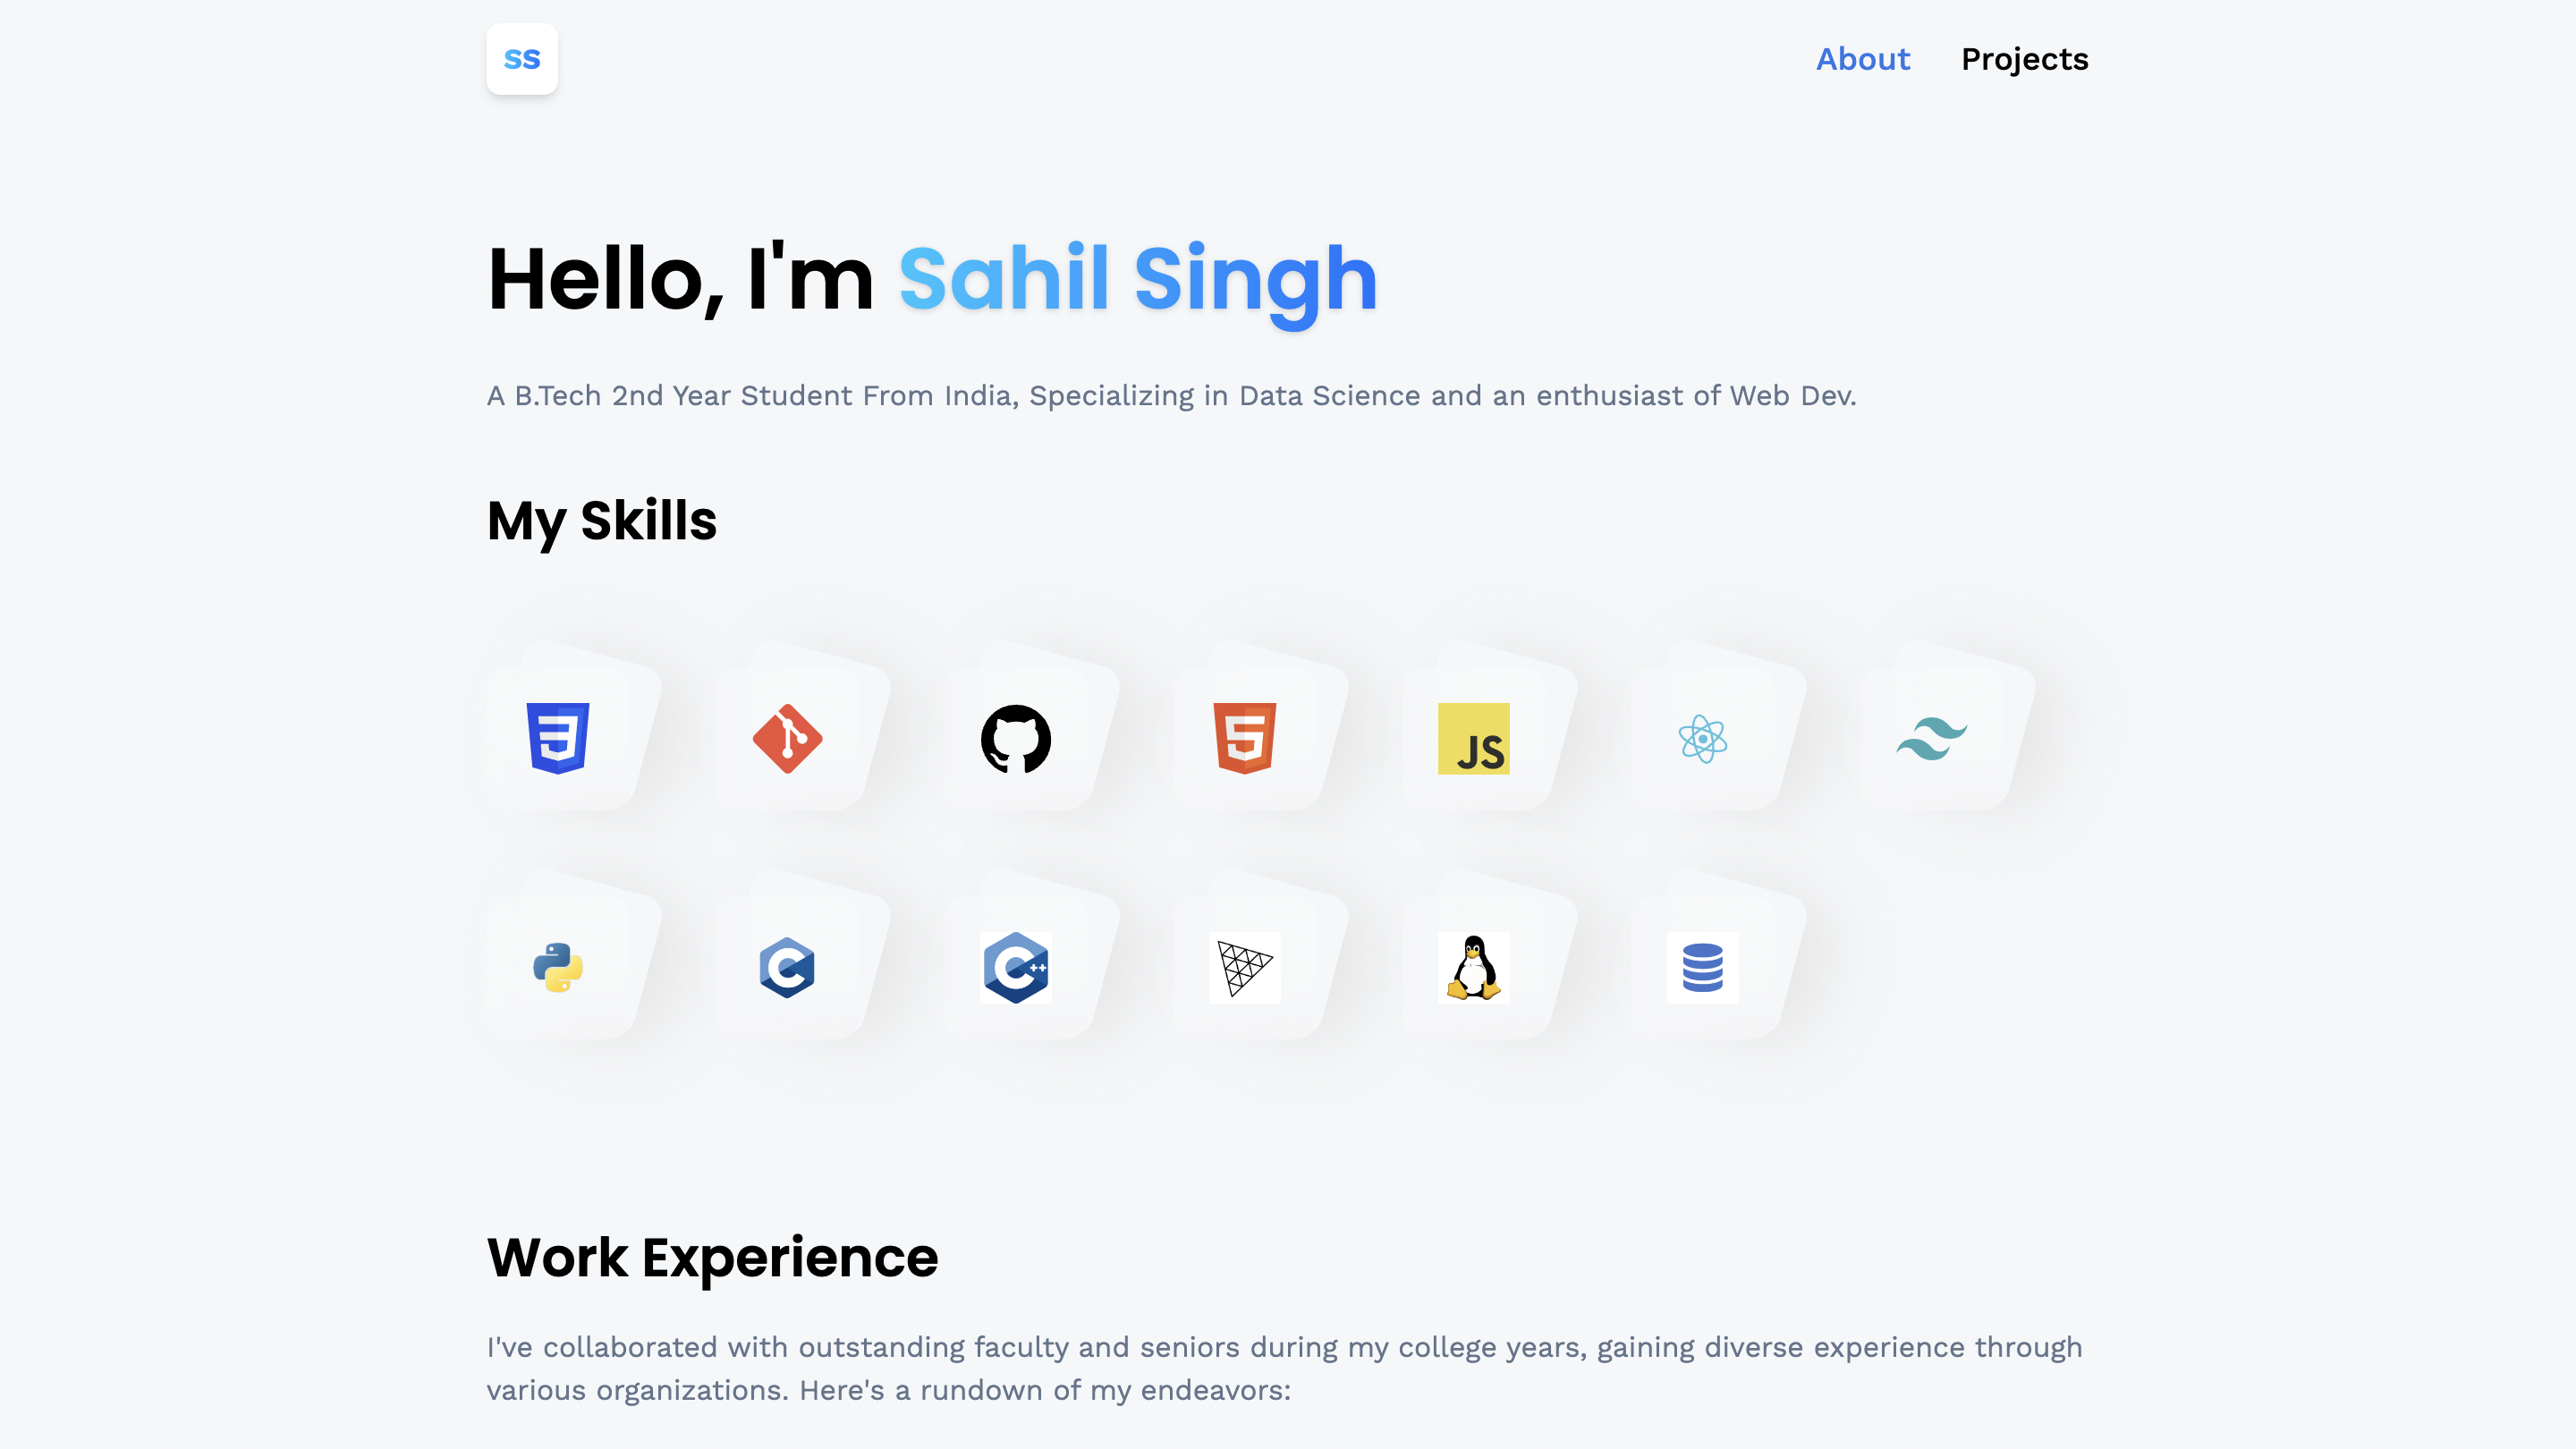 ss
About Projects
Hello, I'm Sahil Singh
A B.Tech 2nd Year Student From India, Specializing in Data Science and an enthusiast of Web Dev.
My Skills
JS
C C++
Work Experience
I've collaborated with outstanding faculty and seniors during my college years, gaining diverse experience through
various organizations. Here's a rundown of my endeavors: